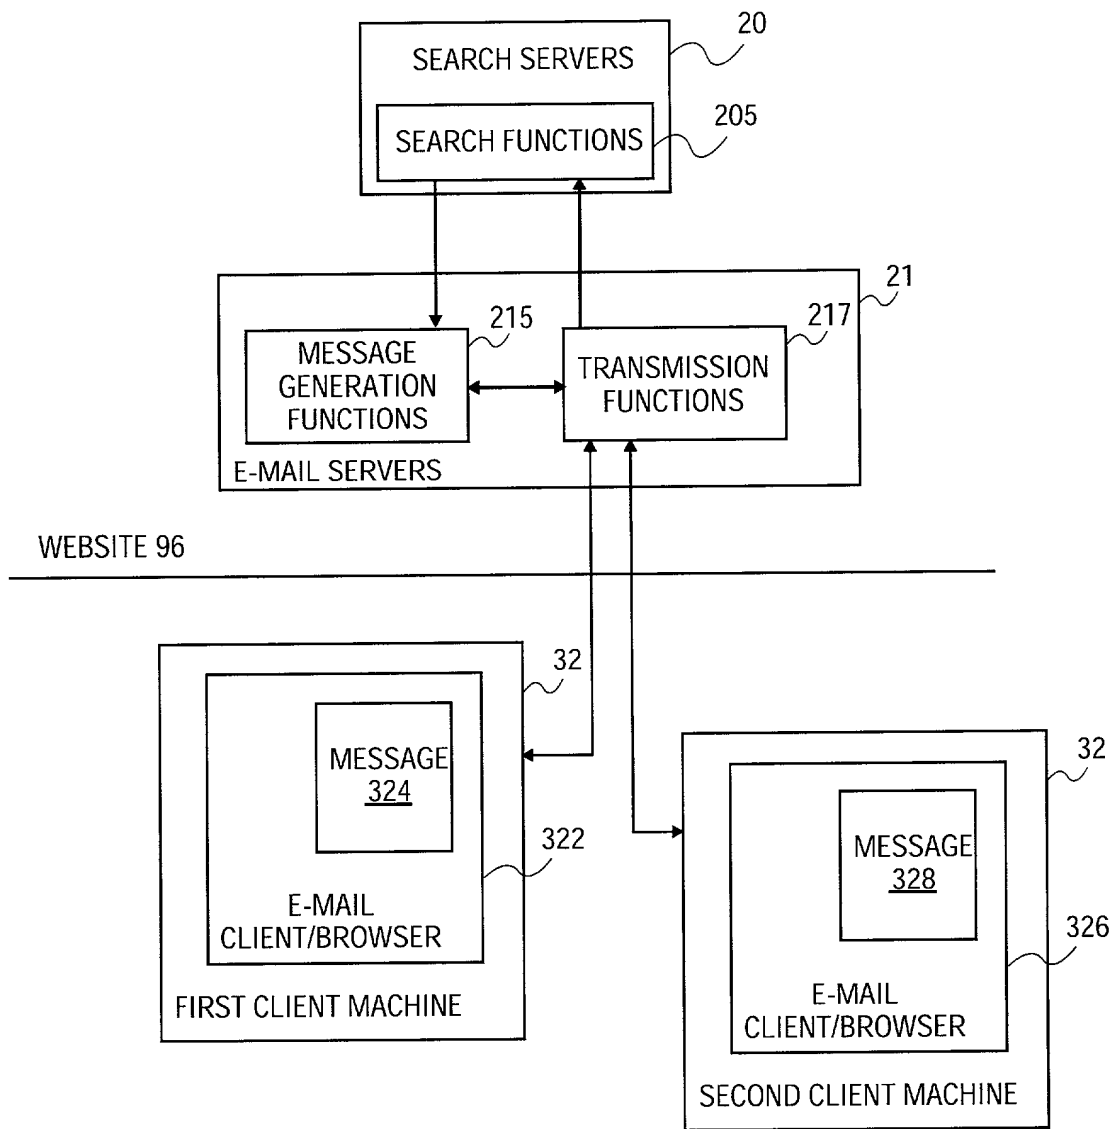 20
SEARCH SERVERS
205
SEARCH FUNCTIONS
21
215
217
MESSAGE
GENERATION
FUNCTIONS
TRANSMISSION
FUNCTIONS
E-MAIL SERVERS
WEBSITE 96
32
MESSAGE
324
322
E-MAIL
CLIENT/BROWSER
FIRST CLIENT MACHINE
32
MESSAGE
328
326
E-MAIL
CLIENT/BROWSER
SECOND CLIENT MACHINE